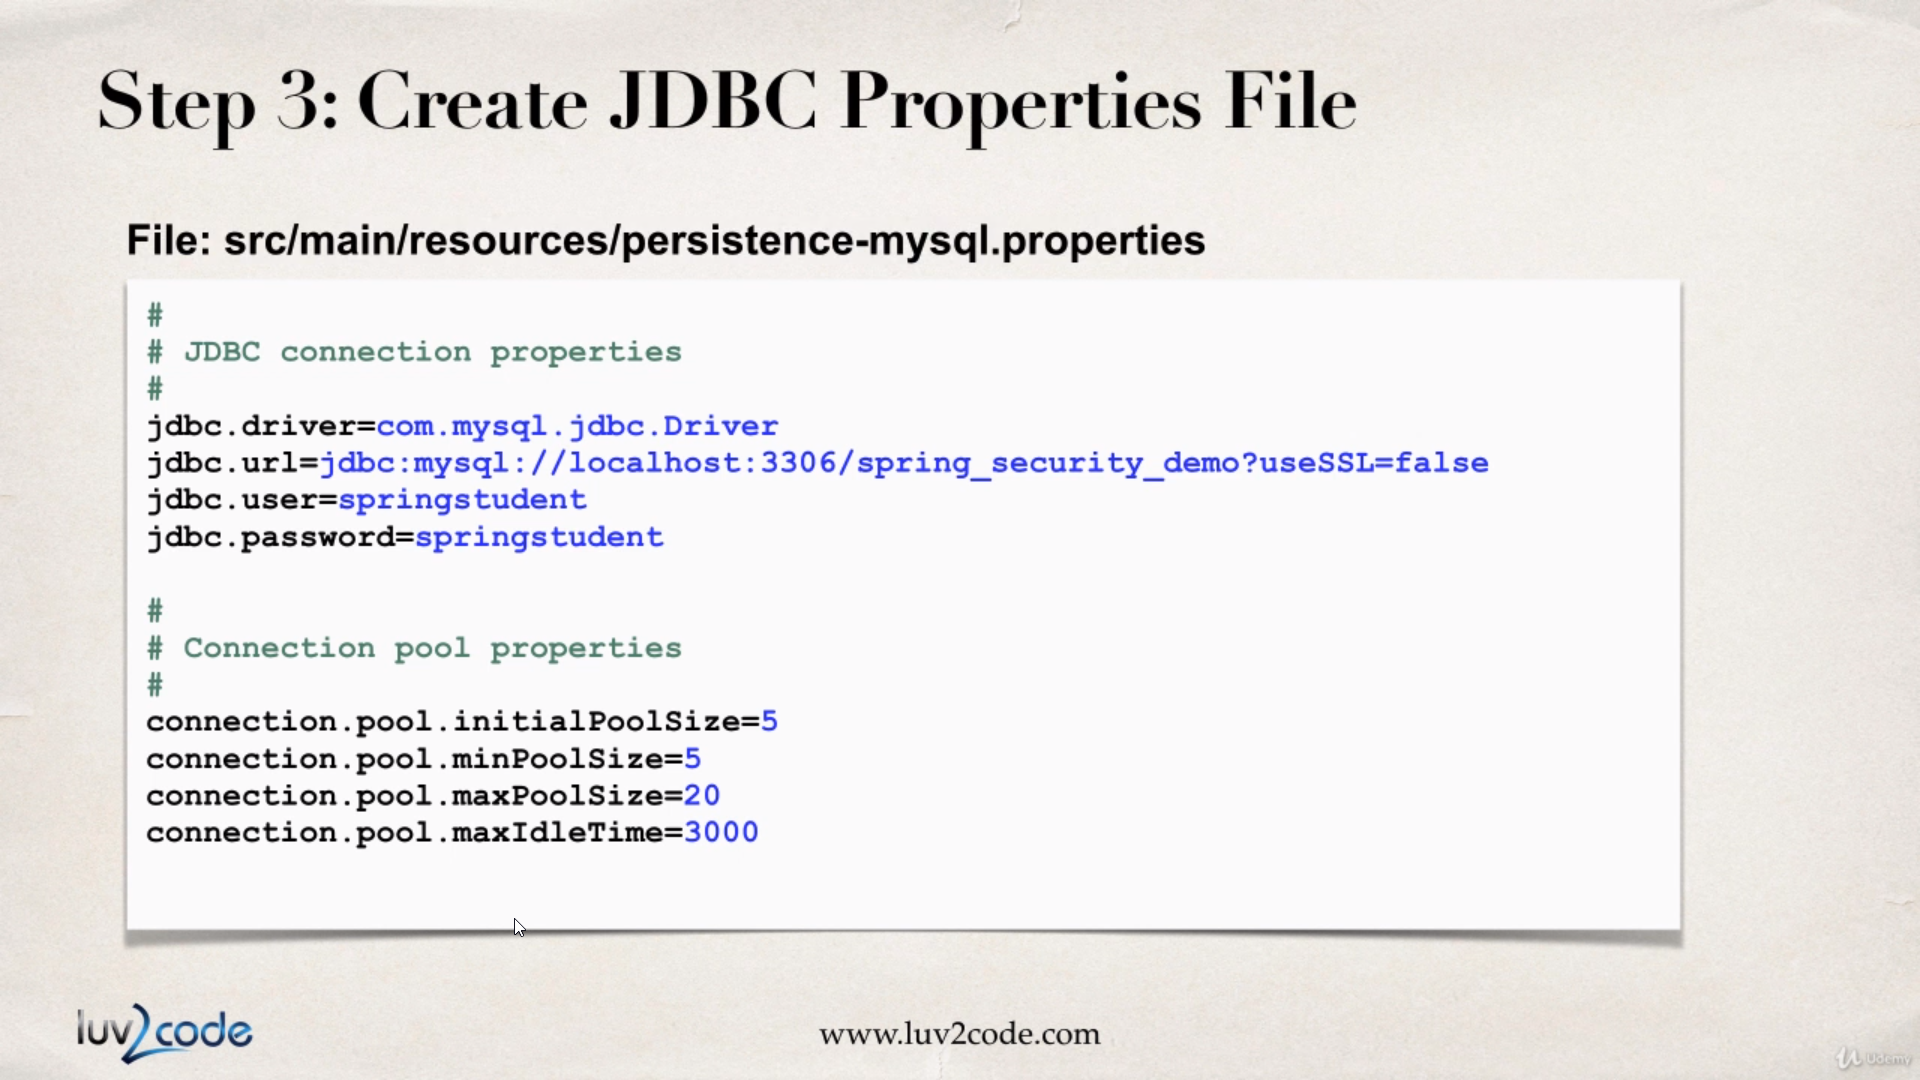 Step 3: Create JDBC Properties File
File: src/main/resources/persistence-mysql.properties
#
# JDBC connection properties
#
jdbc.driver=com.mysql.jdbc.Driver
jdbc.url=jdbc:mysql://localhost:3306/spring_security_demo?useSSL=false
jdbc.user=springstudent
jdbc.password=springstudent
#
# Connection pool properties
#
connection.pool.initialPoolSize=5
connection.pool.minPoolSize=5
connection.pool.maxPoolSize=20
connection.pool.maxIdleTime=3000
luv2code
www.luv2code.com
Udemy